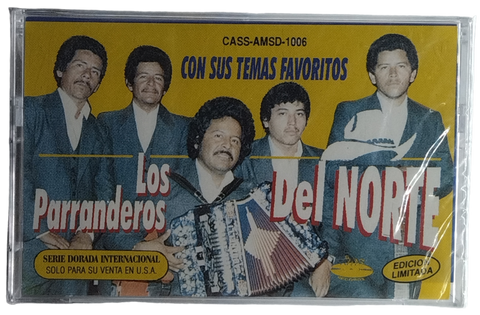 CASS-AMSD-1006
CON SUS TEMAS FAVORITOS
Los
Parranderos
Del NORTE
SERIE DORADA INTERNACIONAL
SOLO PARA SU VENTA EN U.S.A.
EDICION
LIMITADA